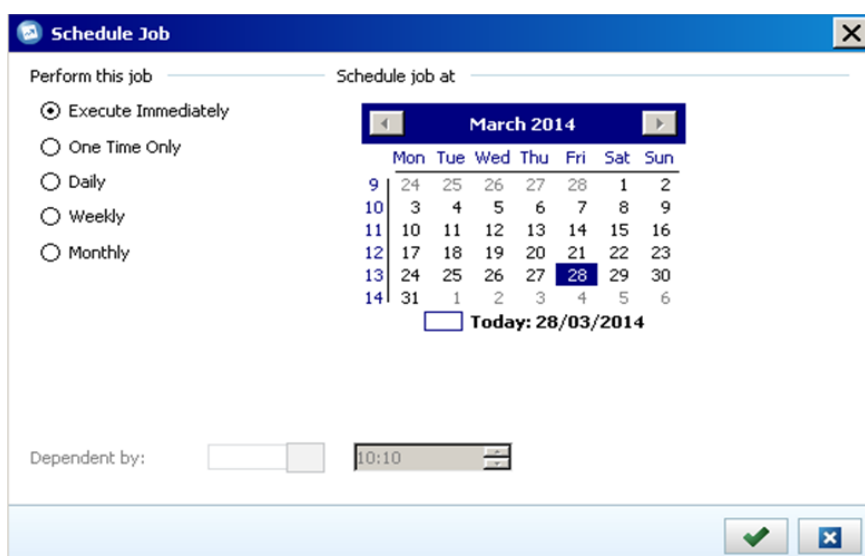 Schedule Job
Perform this job
Execute Immediately
One Time Only
Daily
Weekly
Monthly
Schedule job at
March 2014
Mon Tue Wed Thu Fri Sat Sun
9 24 25 26 27 28 1 2
10 3 4 5 6 7 8 9
11 10 11 12 13 14 15 16
12 17 18 19 20 21 22 23
13 24 25 26 27 28 29 30
14 31 1 2 3 4 5 6
Today: 28/03/2014
Dependent by:
10:10